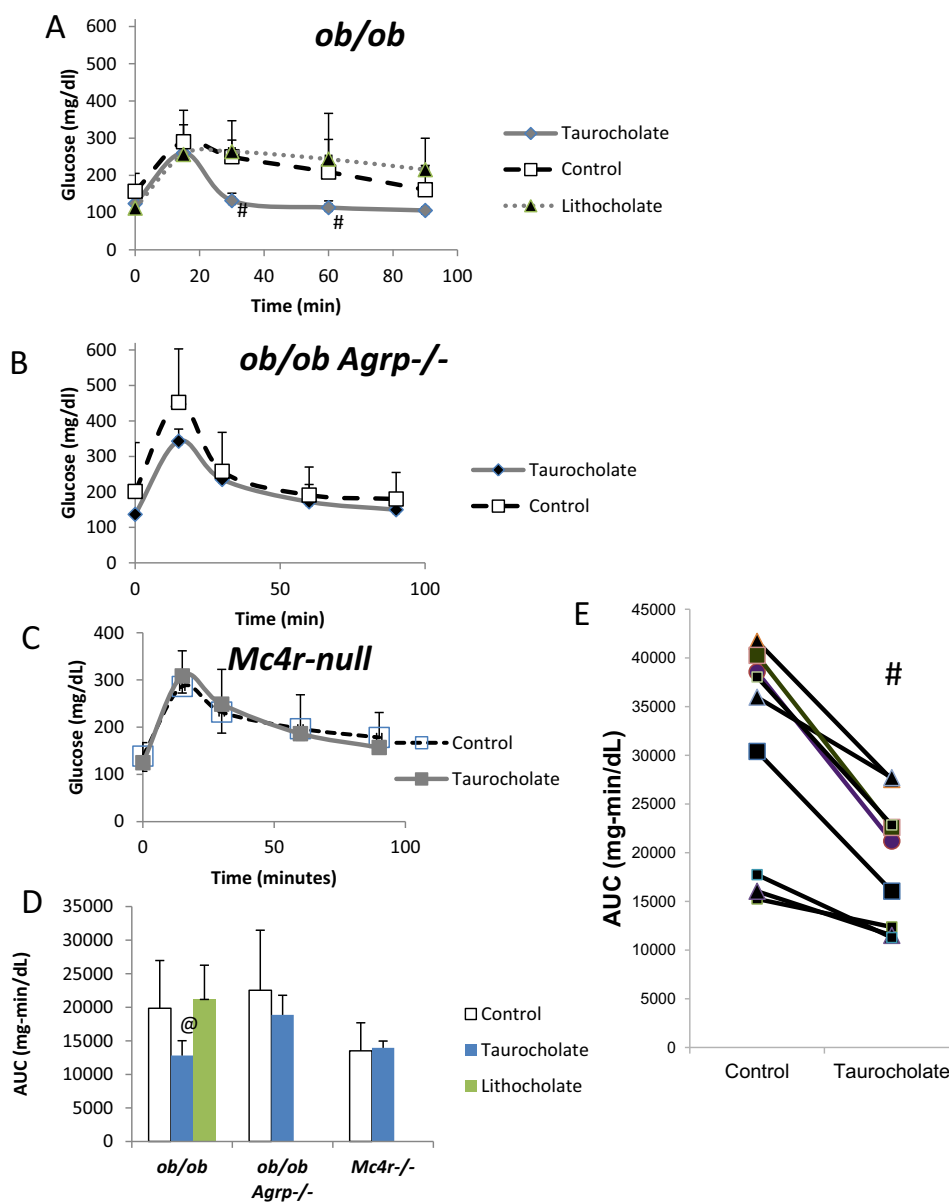 A
ob/ob
Glucose (mg/dl)
600
500
400
300
200
100
0
0 20 40 60 80 100
Time (min)
#
#
Taurocholate
Control
Lithocholate
B
ob/ob Agrp-/-
Glucose (mg/dl)
600
500
400
300
200
100
0
0 50 100
Time (min)
Taurocholate
Control
C
Mc4r-null
Glucose (mg/dL)
400
300
200
100
0
0 50 100
Time (minutes)
Control
Taurocholate
D
AUC (mg-min/dL)
35000
30000
25000
20000
15000
10000
5000
0
@
ob/ob
ob/ob
Agrp-/-
Mc4r-/-
Control
Taurocholate
Lithocholate
E
AUC (mg-min/dL)
45000
40000
35000
30000
25000
20000
15000
10000
5000
0
#
Control Taurocholate